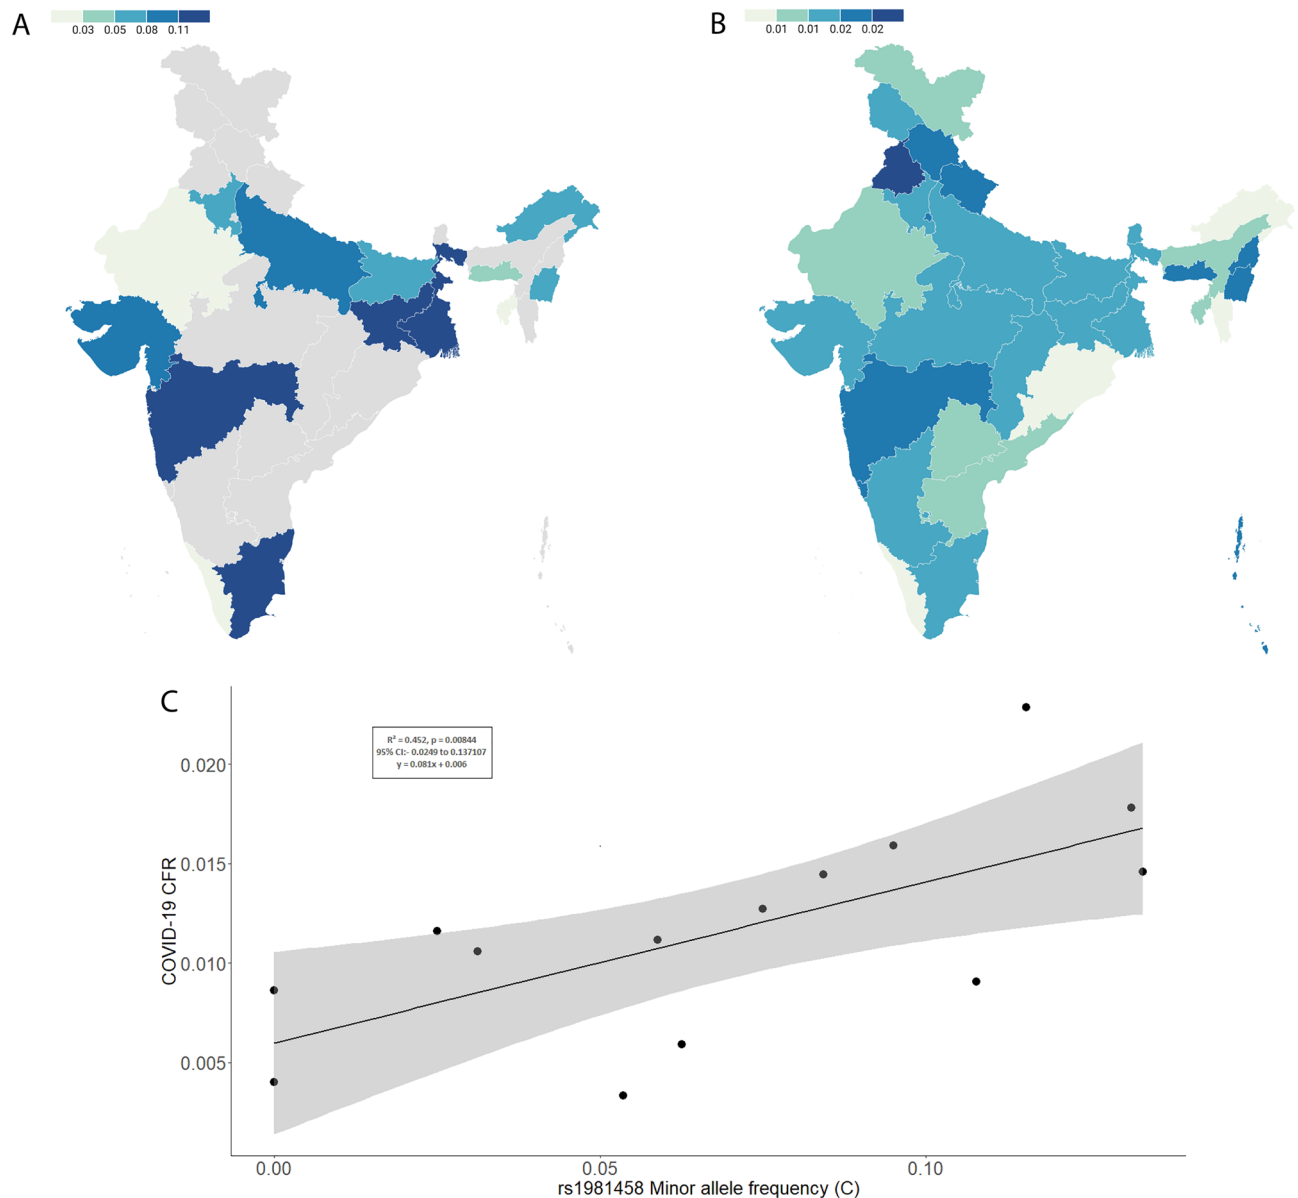 A
0.03 0.05 0.08 0.11
B
0.01 0.01 0.02 0.02
C
R² = 0.452, p = 0.00844
95% CI:- 0.0249 to 0.137107
y = 0.081x + 0.006
COVID-19 CFR
0.020
0.015
0.010
0.005
0.00 0.05 0.10
rs1981458 Minor allele frequency (C)